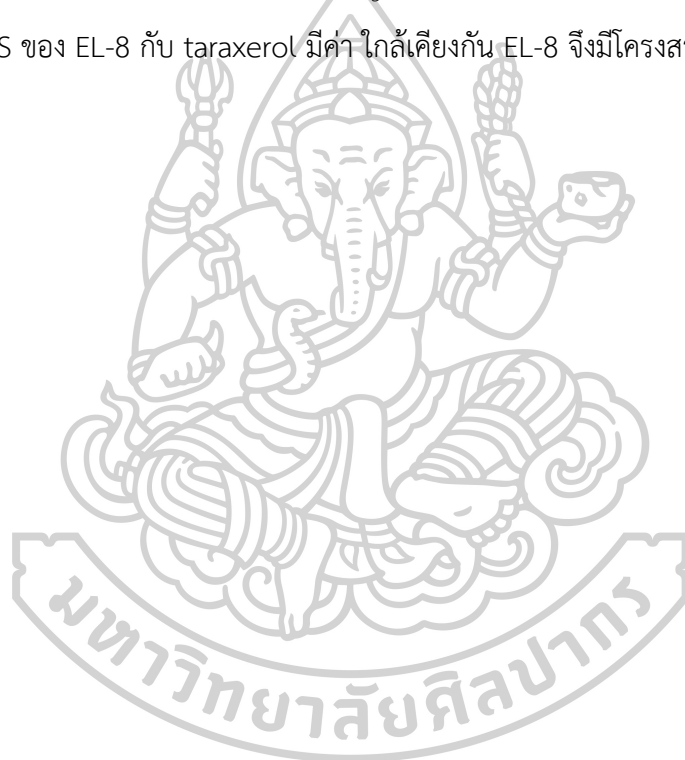 S ของ EL-8 กับ taraxerol มีค่า ใกล้เคียงกัน EL-8 จึงมีโครงส
มหาวิทยาลัยศิลปากร